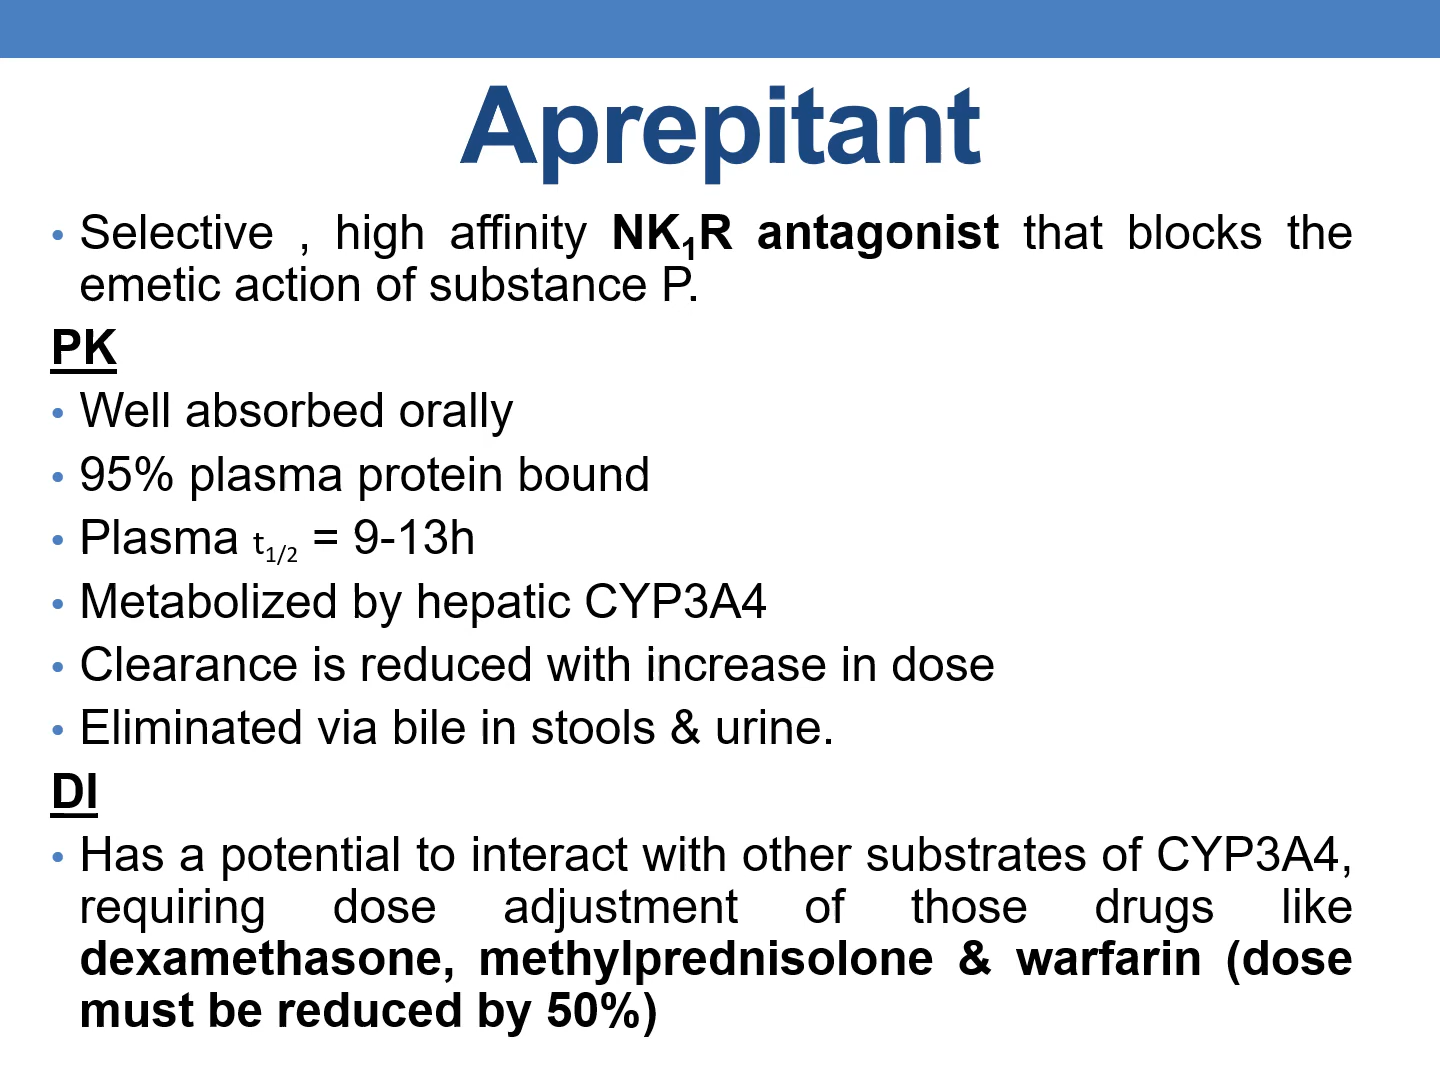 Aprepitant
• Selective , high affinity NK₁R antagonist that blocks the
emetic action of substance P.
PK
• Well absorbed orally
• 95% plasma protein bound
• Plasma t₁/₂ = 9-13h
• Metabolized by hepatic CYP3A4
• Clearance is reduced with increase in dose
• Eliminated via bile in stools & urine.
DI
• Has a potential to interact with other substrates of CYP3A4,
requiring dose adjustment of those drugs like
dexamethasone, methylprednisolone & warfarin (dose
must be reduced by 50%)